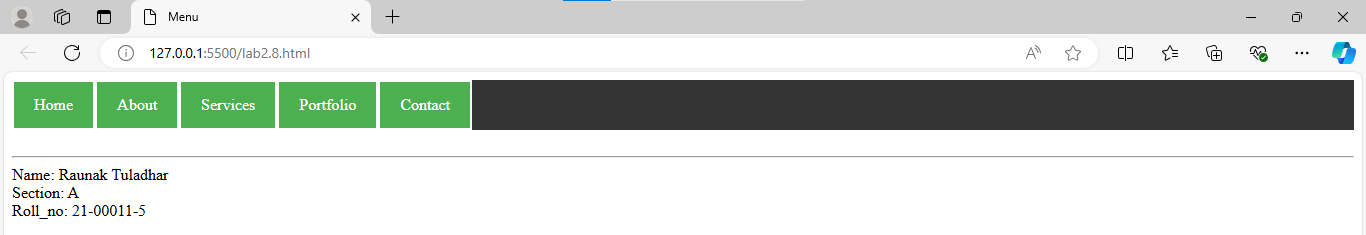 Menu
127.0.0.1:5500/lab2.8.html
Home About Services Portfolio Contact
Name: Raunak Tuladhar
Section: A
Roll_no: 21-00011-5